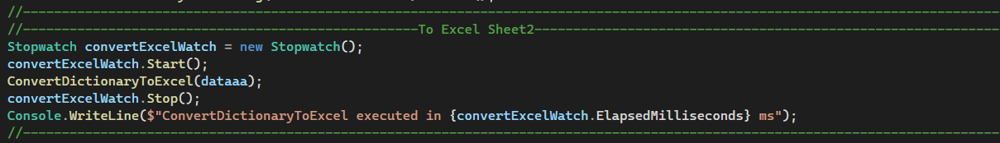 //----------------------------------------------------------------------------------------------------------------------
//-------------------------------------------------To Excel Sheet2----------------------------------------------------------
Stopwatch convertExcelWatch = new Stopwatch();
convertExcelWatch.Start();
ConvertDictionaryToExcel(dataaa);
convertExcelWatch.Stop();
Console.WriteLine($"ConvertDictionaryToExcel executed in {convertExcelWatch.ElapsedMilliseconds} ms");
//----------------------------------------------------------------------------------------------------------------------